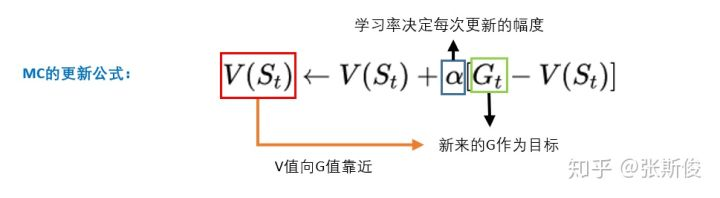 学习率决定每次更新的幅度
MC的更新公式： V(S_t) ← V(S_t) + α[G_t − V(S_t)]
新来的G作为目标
V值向G值靠近
知乎 @张斯俊